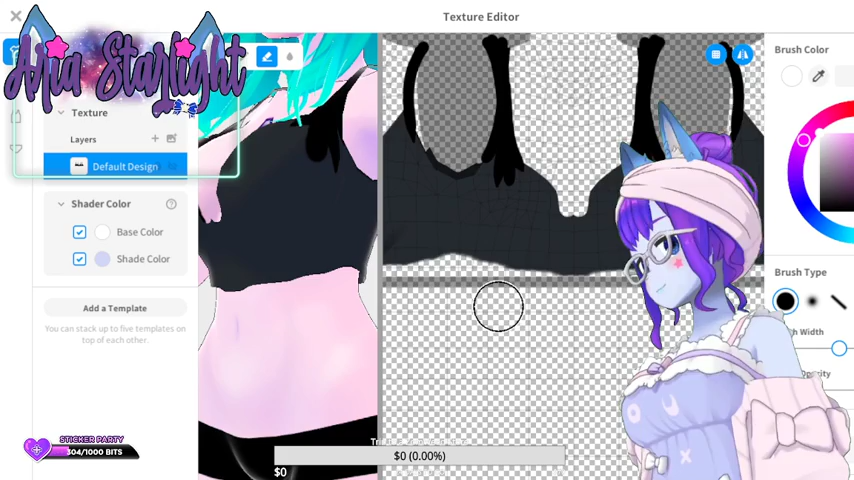 Texture Editor
Aria Starlight
Brush Color
Texture
Layers
Default Design
Shader Color
Base Color
Shade Color
Add a Template
You can stack up to five templates on
top of each other.
Brush Type
Width
STICKER PARTY
304/1000 BITS
$0 (0.00%)
$0